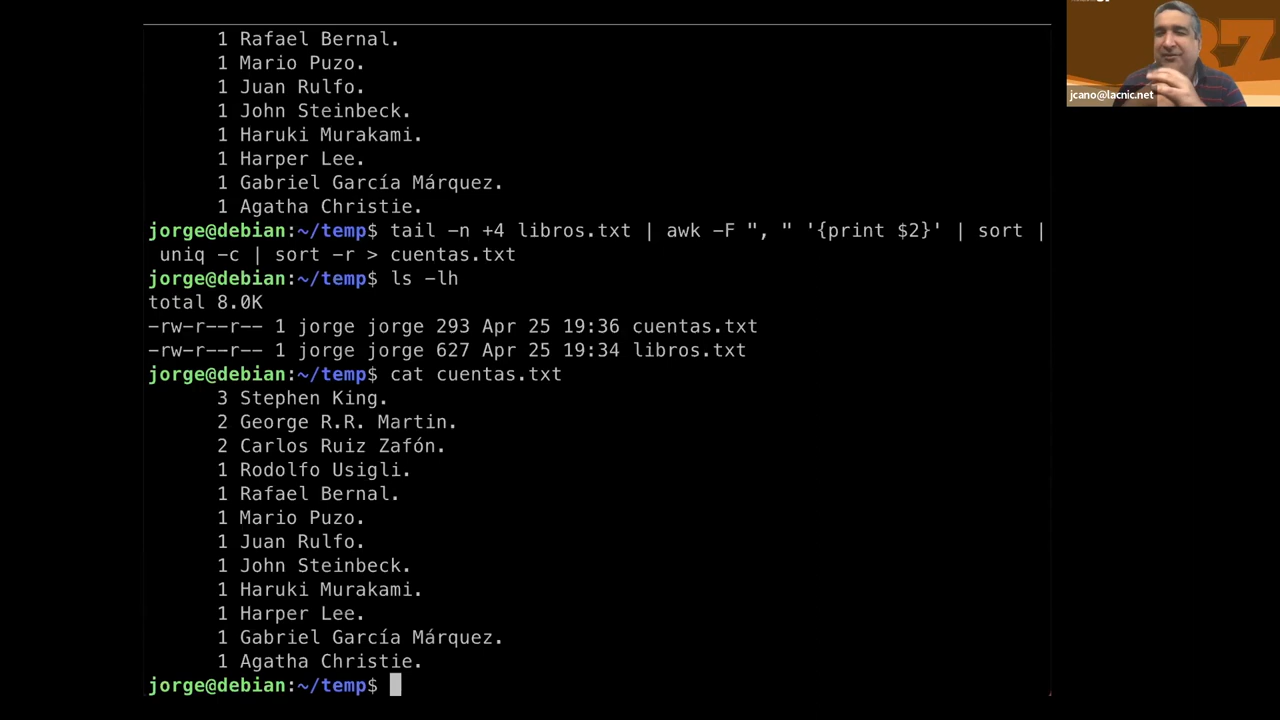 1 Rafael Bernal.
1 Mario Puzo.
1 Juan Rulfo.
1 John Steinbeck.
1 Haruki Murakami.
1 Harper Lee.
1 Gabriel García Márquez.
1 Agatha Christie.
jorge@debian:~/temp$ tail -n +4 libros.txt | awk -F ", " '{print $2}' | sort |
uniq -c | sort -r > cuentas.txt
jorge@debian:~/temp$ ls -lh
total 8.0K
-rw-r--r-- 1 jorge jorge 293 Apr 25 19:36 cuentas.txt
-rw-r--r-- 1 jorge jorge 627 Apr 25 19:34 libros.txt
jorge@debian:~/temp$ cat cuentas.txt
3 Stephen King.
2 George R.R. Martin.
2 Carlos Ruiz Zafón.
1 Rodolfo Usigli.
1 Rafael Bernal.
1 Mario Puzo.
1 Juan Rulfo.
1 John Steinbeck.
1 Haruki Murakami.
1 Harper Lee.
1 Gabriel García Márquez.
1 Agatha Christie.
jorge@debian:~/temp$
jcano@lacnic.net